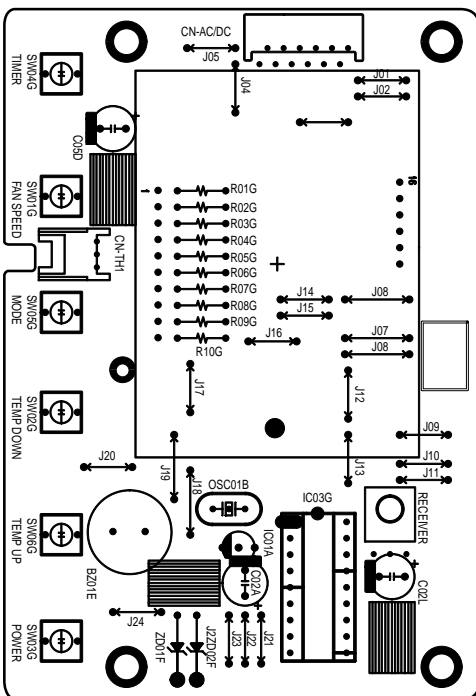 CN-AC/DC
J05
J04
J01
J02
SW04G
TIMER
C05D
+
1
16
SW01G
FAN SPEED
CN-TH1
R01G
R02G
R03G
R04G
R05G
R06G
R07G
R08G
R09G
R10G
J14
J15
J16
J08
J07
J08
SW05G
MODE
J17
J12
SW02G
TEMP DOWN
J09
J10
J11
J13
J20
J19
J18
OSC01B
IC03G
RECEIVER
SW06G
TEMP UP
BZ01E
IC01A
C02A
+
C02L
+
J24
ZD01F
J2ZD02F
J23
J22
J21
SW03G
POWER